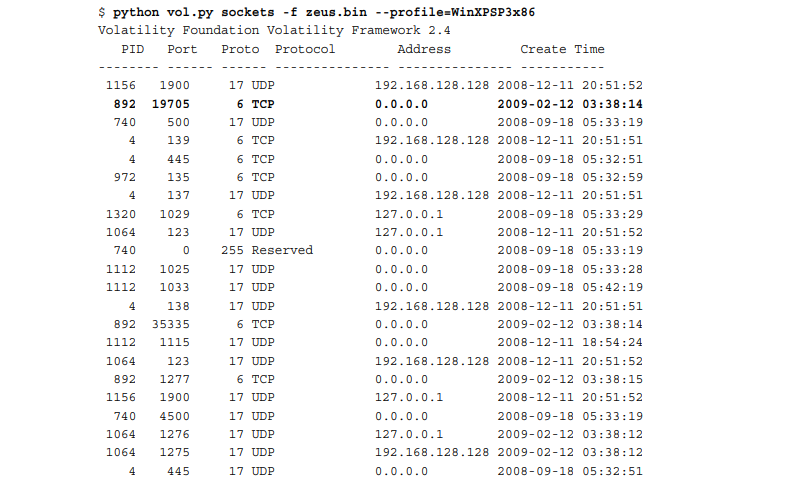 $ python vol.py sockets -f zeus.bin --profile=WinXPSP3x86
Volatility Foundation Volatility Framework 2.4
PID Port Proto Protocol Address Create Time
-------- ------ ------ --------------- --------------- -----------
1156 1900 17 UDP 192.168.128.128 2008-12-11 20:51:52
892 19705 6 TCP 0.0.0.0 2009-02-12 03:38:14
740 500 17 UDP 0.0.0.0 2008-09-18 05:33:19
4 139 6 TCP 192.168.128.128 2008-12-11 20:51:51
4 445 6 TCP 0.0.0.0 2008-09-18 05:32:51
972 135 6 TCP 0.0.0.0 2008-09-18 05:32:59
4 137 17 UDP 192.168.128.128 2008-12-11 20:51:51
1320 1029 6 TCP 127.0.0.1 2008-09-18 05:33:29
1064 123 17 UDP 127.0.0.1 2008-12-11 20:51:52
740 0 255 Reserved 0.0.0.0 2008-09-18 05:33:19
1112 1025 17 UDP 0.0.0.0 2008-09-18 05:33:28
1112 1033 17 UDP 0.0.0.0 2008-09-18 05:42:19
4 138 17 UDP 192.168.128.128 2008-12-11 20:51:51
892 35335 6 TCP 0.0.0.0 2009-02-12 03:38:14
1112 1115 17 UDP 0.0.0.0 2008-12-11 18:54:24
1064 123 17 UDP 192.168.128.128 2008-12-11 20:51:52
892 1277 6 TCP 0.0.0.0 2009-02-12 03:38:15
1156 1900 17 UDP 127.0.0.1 2008-12-11 20:51:52
740 4500 17 UDP 0.0.0.0 2008-09-18 05:33:19
1064 1276 17 UDP 127.0.0.1 2009-02-12 03:38:12
1064 1275 17 UDP 192.168.128.128 2009-02-12 03:38:12
4 445 17 UDP 0.0.0.0 2008-09-18 05:32:51